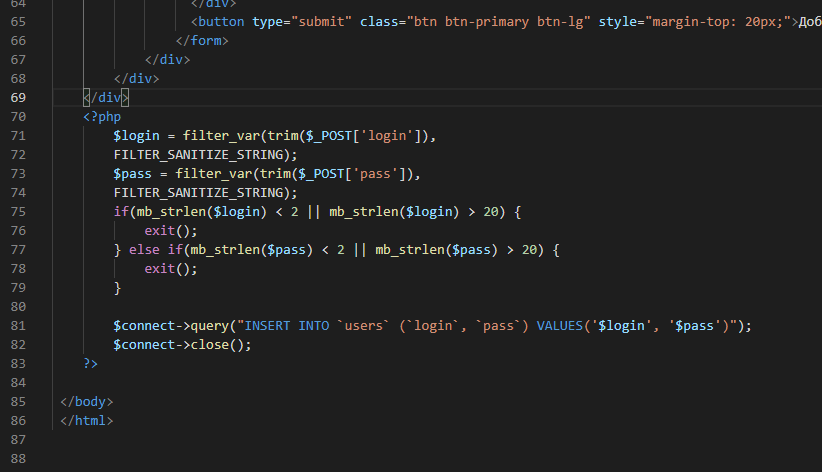 64 </div>
65 <button type="submit" class="btn btn-primary btn-lg" style="margin-top: 20px;">Доб
66 </form>
67 </div>
68 </div>
69 </div>
70 <?php
71 $login = filter_var(trim($_POST['login']),
72 FILTER_SANITIZE_STRING);
73 $pass = filter_var(trim($_POST['pass']),
74 FILTER_SANITIZE_STRING);
75 if(mb_strlen($login) < 2 || mb_strlen($login) > 20) {
76 exit();
77 } else if(mb_strlen($pass) < 2 || mb_strlen($pass) > 20) {
78 exit();
79 }
80
81 $connect->query("INSERT INTO `users` (`login`, `pass`) VALUES('$login', '$pass')");
82 $connect->close();
83 ?>
84
85 </body>
86 </html>
87
88